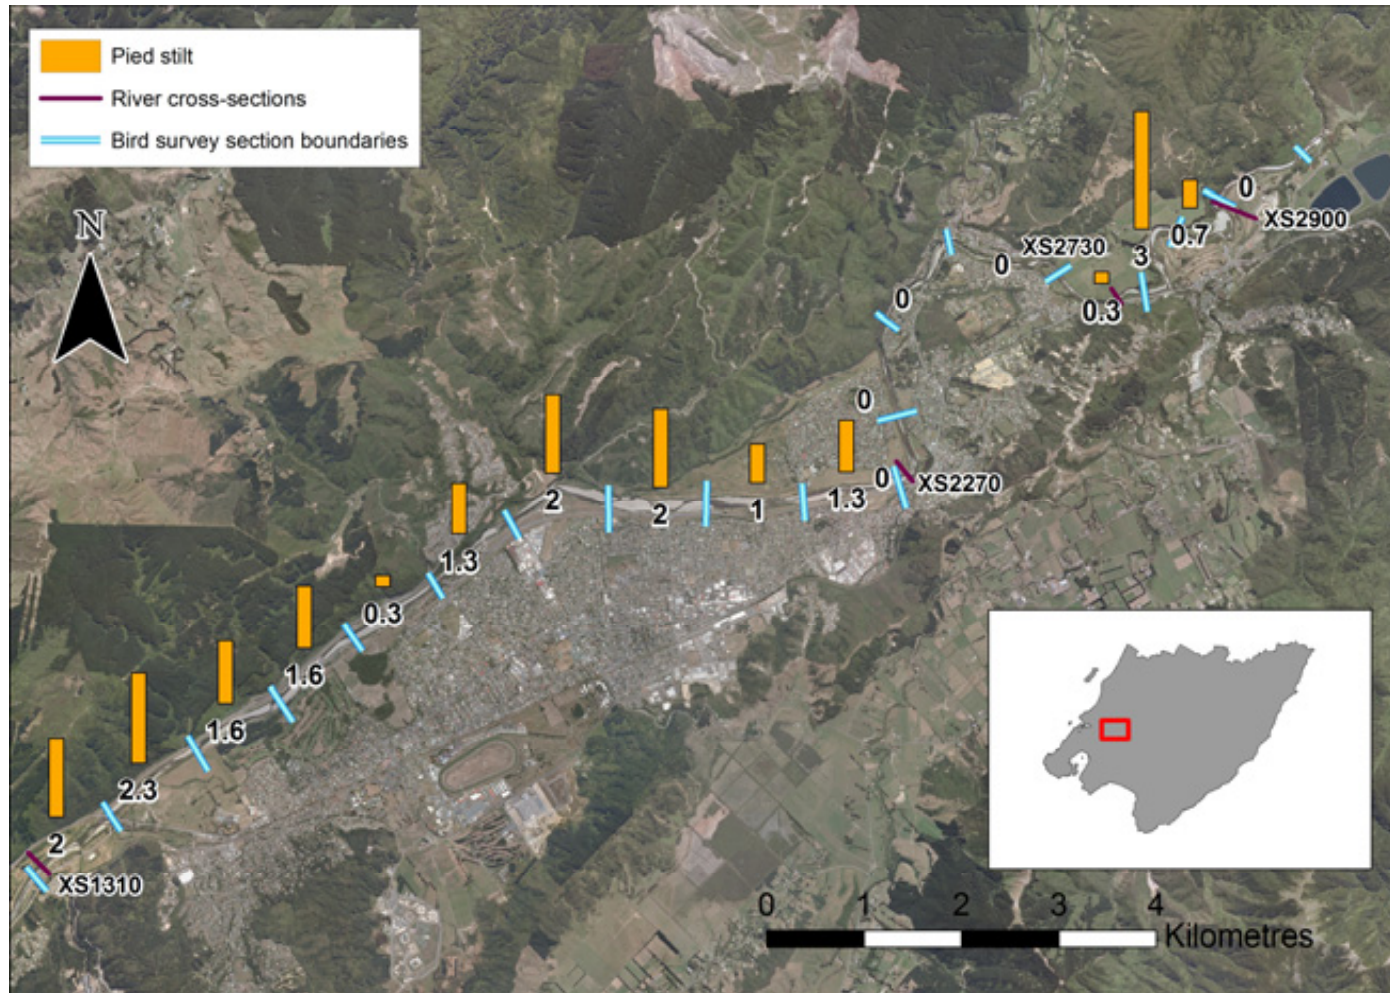 Pied stilt
River cross-sections
Bird survey section boundaries
N
0
XS2900
0.7
XS2730
3
0
0.3
0
0
0
XS2270
2
2
1
1.3
1.3
0.3
1.6
1.6
2.3
2
XS1310
0 1 2 3 4
Kilometres